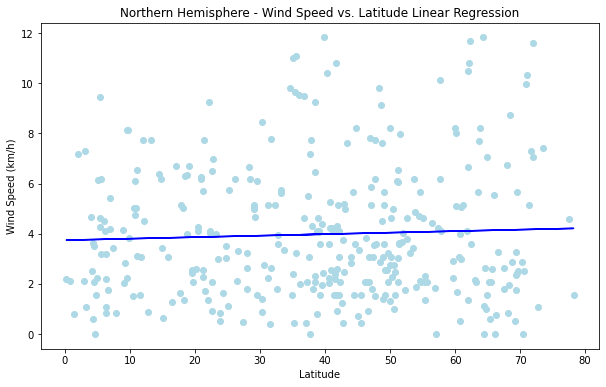 Northern Hemisphere - Wind Speed vs. Latitude Linear Regression
12
10
8
6
4
2
0
Wind Speed (km/h)
0 10 20 30 40 50 60 70 80
Latitude